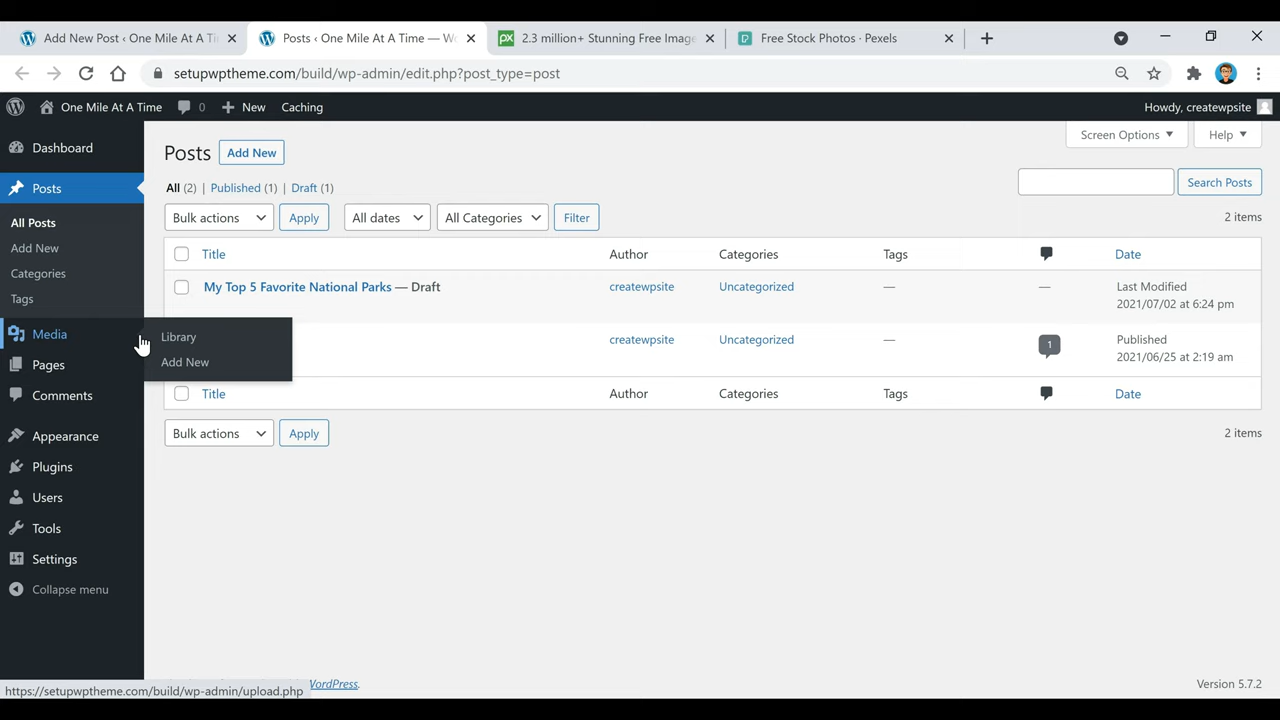 Add New Post ‹ One Mile At A Ti
Posts ‹ One Mile At A Time — Wo
2.3 million+ Stunning Free Image
Free Stock Photos · Pexels
setupwptheme.com/build/wp-admin/edit.php?post_type=post
One Mile At A Time
0
New
Caching
Howdy, createwpsite
Dashboard
Posts
All Posts
Add New
Categories
Tags
Media
Library
Add New
Pages
Comments
Appearance
Plugins
Users
Tools
Settings
Collapse menu
Screen Options
Help
Posts
Add New
All (2) | Published (1) | Draft (1)
Search Posts
Bulk actions
Apply
All dates
All Categories
Filter
2 items
Title
Author
Categories
Tags
Date
My Top 5 Favorite National Parks — Draft
createwpsite
Uncategorized
—
—
Last Modified
2021/07/02 at 6:24 pm
createwpsite
Uncategorized
—
1
Published
2021/06/25 at 2:19 am
Title
Author
Categories
Tags
Date
Bulk actions
Apply
2 items
https://setupwptheme.com/build/wp-admin/upload.php
WordPress.
Version 5.7.2